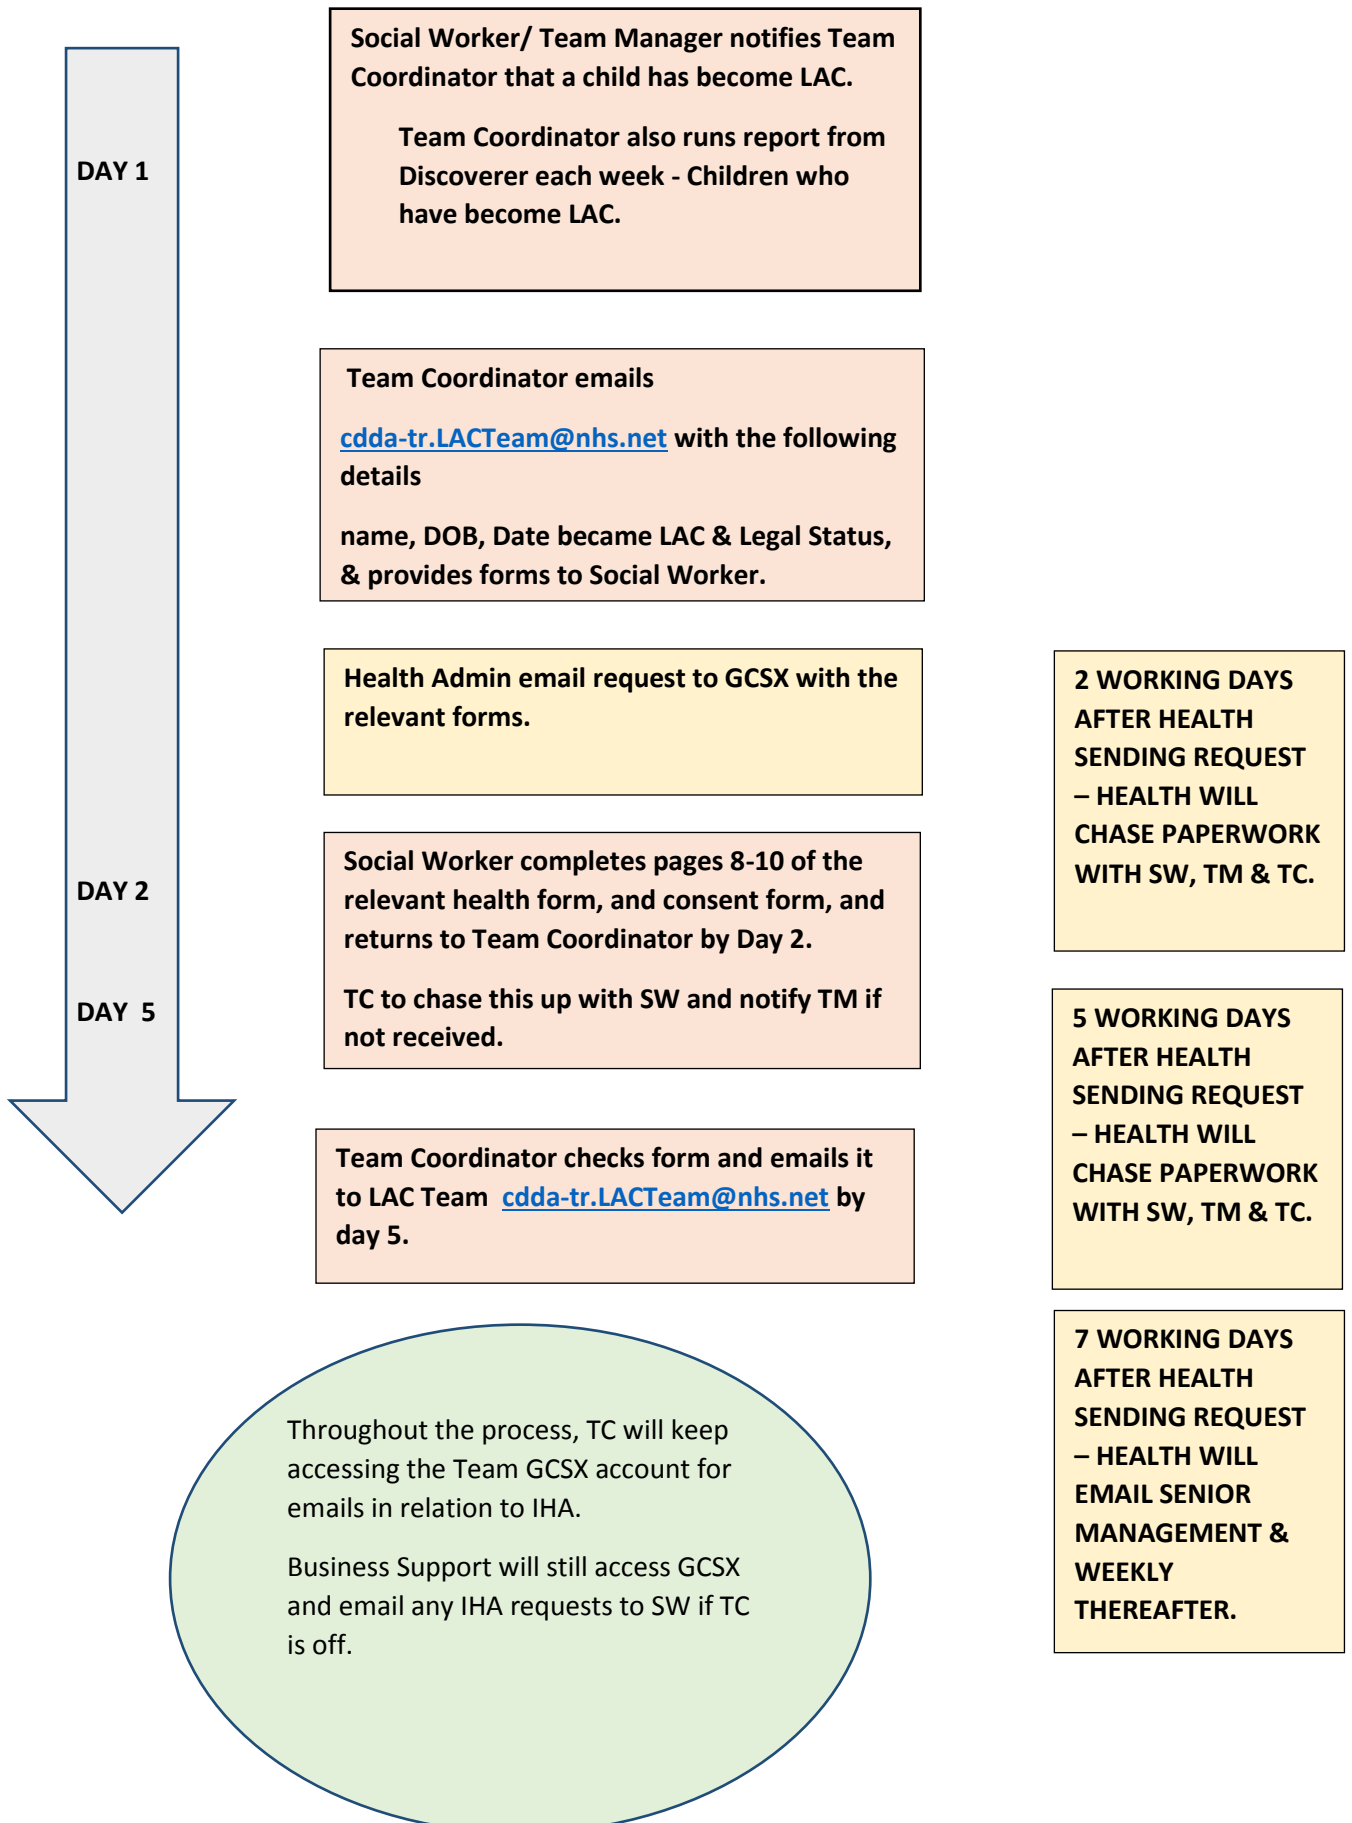 Social Worker/ Team Manager notifies Team
Coordinator that a child has become LAC.
Team Coordinator also runs report from
Discoverer each week - Children who
have become LAC.
DAY 1
Team Coordinator emails
cdda-tr.LACTeam@nhs.net with the following
details
name, DOB, Date became LAC & Legal Status,
& provides forms to Social Worker.
Health Admin email request to GCSX with the
relevant forms.
2 WORKING DAYS
AFTER HEALTH
SENDING REQUEST
– HEALTH WILL
CHASE PAPERWORK
WITH SW, TM & TC.
DAY 2
Social Worker completes pages 8-10 of the
relevant health form, and consent form, and
returns to Team Coordinator by Day 2.
TC to chase this up with SW and notify TM if
not received.
DAY 5
5 WORKING DAYS
AFTER HEALTH
SENDING REQUEST
– HEALTH WILL
CHASE PAPERWORK
WITH SW, TM & TC.
Team Coordinator checks form and emails it
to LAC Team cdda-tr.LACTeam@nhs.net by
day 5.
7 WORKING DAYS
AFTER HEALTH
SENDING REQUEST
– HEALTH WILL
EMAIL SENIOR
MANAGEMENT &
WEEKLY
THEREAFTER.
Throughout the process, TC will keep
accessing the Team GCSX account for
emails in relation to IHA.
Business Support will still access GCSX
and email any IHA requests to SW if TC
is off.